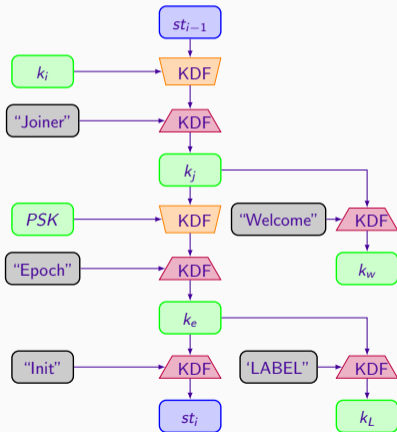 st_{i−1}
k_i
KDF
“Joiner”
KDF
k_j
PSK
KDF
“Welcome”
KDF
“Epoch”
KDF
k_w
k_e
“Init”
KDF
‘LABEL”
KDF
st_i
k_L